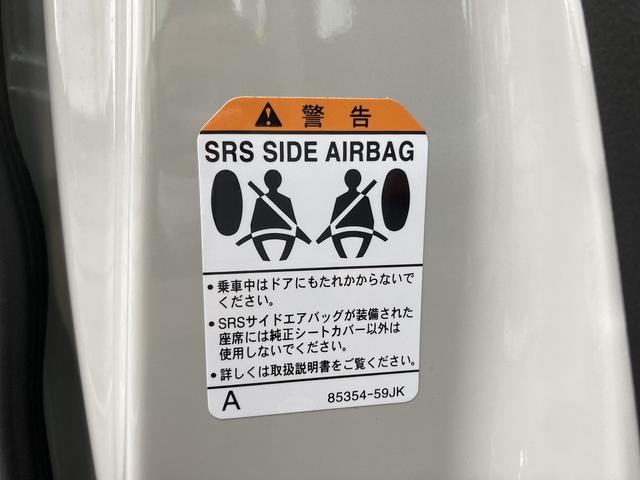 警告
SRS SIDE AIRBAG
•乗車中はドアにもたれかからないで
ください。
•SRSサイドエアバッグが装備された
座席には純正シートカバー以外は
使用しないでください。
•詳しくは取扱説明書をご覧ください。
A 85354-59JK